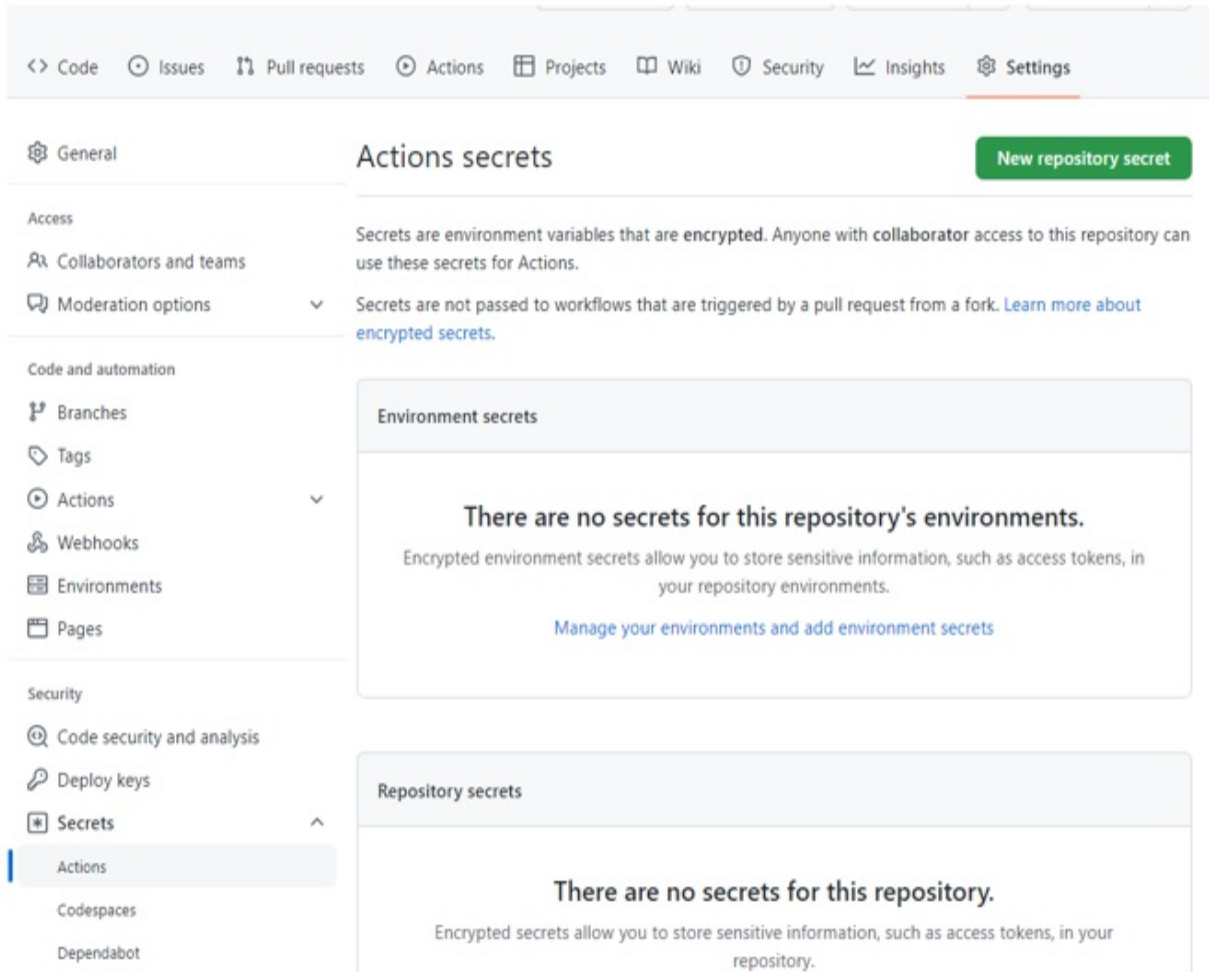 Code Issues Pull requests Actions Projects Wiki Security Insights Settings
General
Access
Collaborators and teams
Moderation options
Code and automation
Branches
Tags
Actions
Webhooks
Environments
Pages
Security
Code security and analysis
Deploy keys
Secrets
Actions
Codespaces
Dependabot
Actions secrets
New repository secret
Secrets are environment variables that are encrypted. Anyone with collaborator access to this repository can
use these secrets for Actions.
Secrets are not passed to workflows that are triggered by a pull request from a fork. Learn more about
encrypted secrets.
Environment secrets
There are no secrets for this repository's environments.
Encrypted environment secrets allow you to store sensitive information, such as access tokens, in
your repository environments.
Manage your environments and add environment secrets
Repository secrets
There are no secrets for this repository.
Encrypted secrets allow you to store sensitive information, such as access tokens, in your
repository.